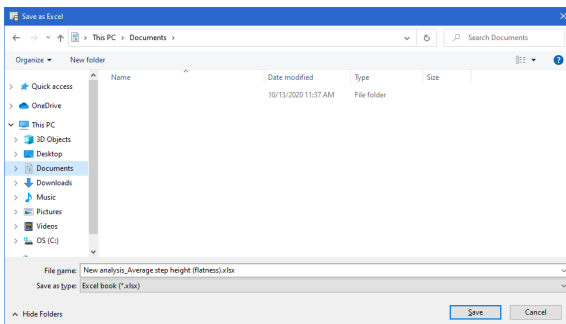 Save as Excel
This PC > Documents >
Search Documents
Organize
New folder
Name Date modified Type Size
10/13/2020 11:37 AM File folder
Quick access
OneDrive
This PC
3D Objects
Desktop
Documents
Downloads
Music
Pictures
Videos
OS (C:)
File name: New analysis_Average step height (flatness).xlsx
Save as type: Excel book (*.xlsx)
Hide Folders
Save
Cancel